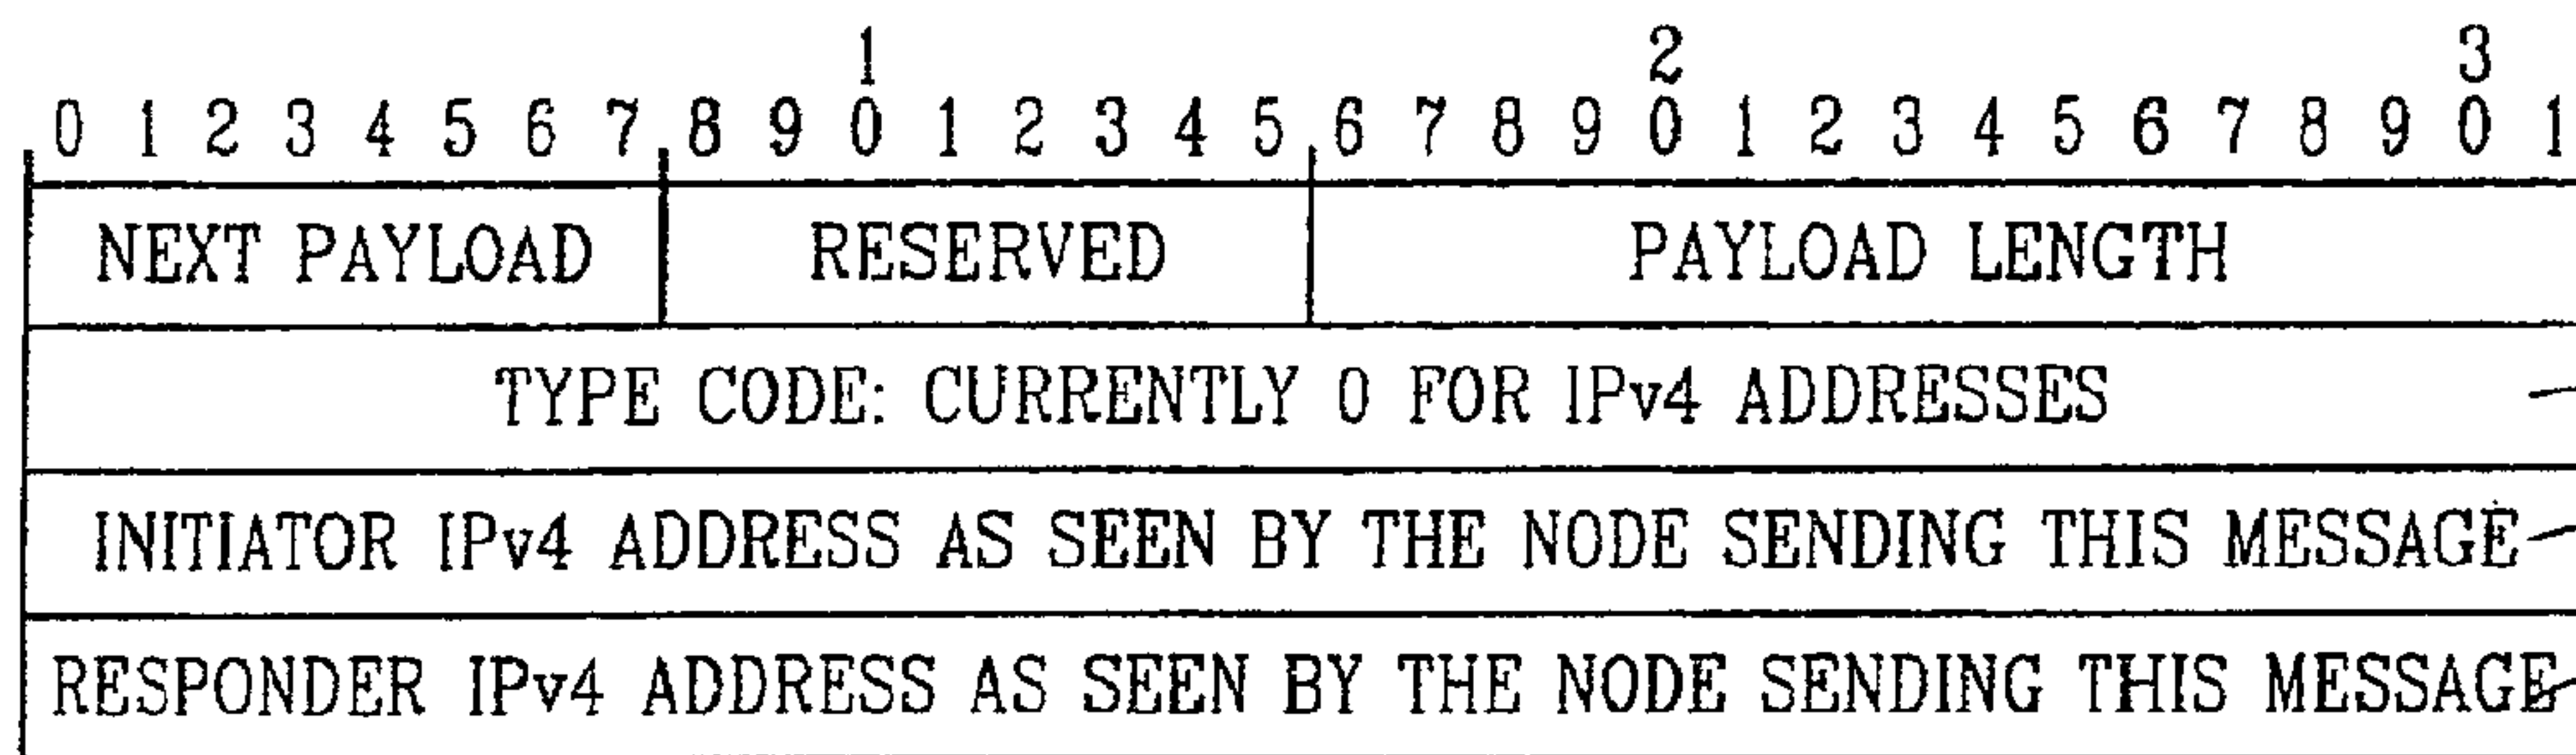 1 2 3
0 1 2 3 4 5 6 7 8 9 0 1 2 3 4 5 6 7 8 9 0 1 2 3 4 5 6 7 8 9 0 1
NEXT PAYLOAD RESERVED PAYLOAD LENGTH
TYPE CODE: CURRENTLY 0 FOR IPv4 ADDRESSES
INITIATOR IPv4 ADDRESS AS SEEN BY THE NODE SENDING THIS MESSAGE
RESPONDER IPv4 ADDRESS AS SEEN BY THE NODE SENDING THIS MESSAGE